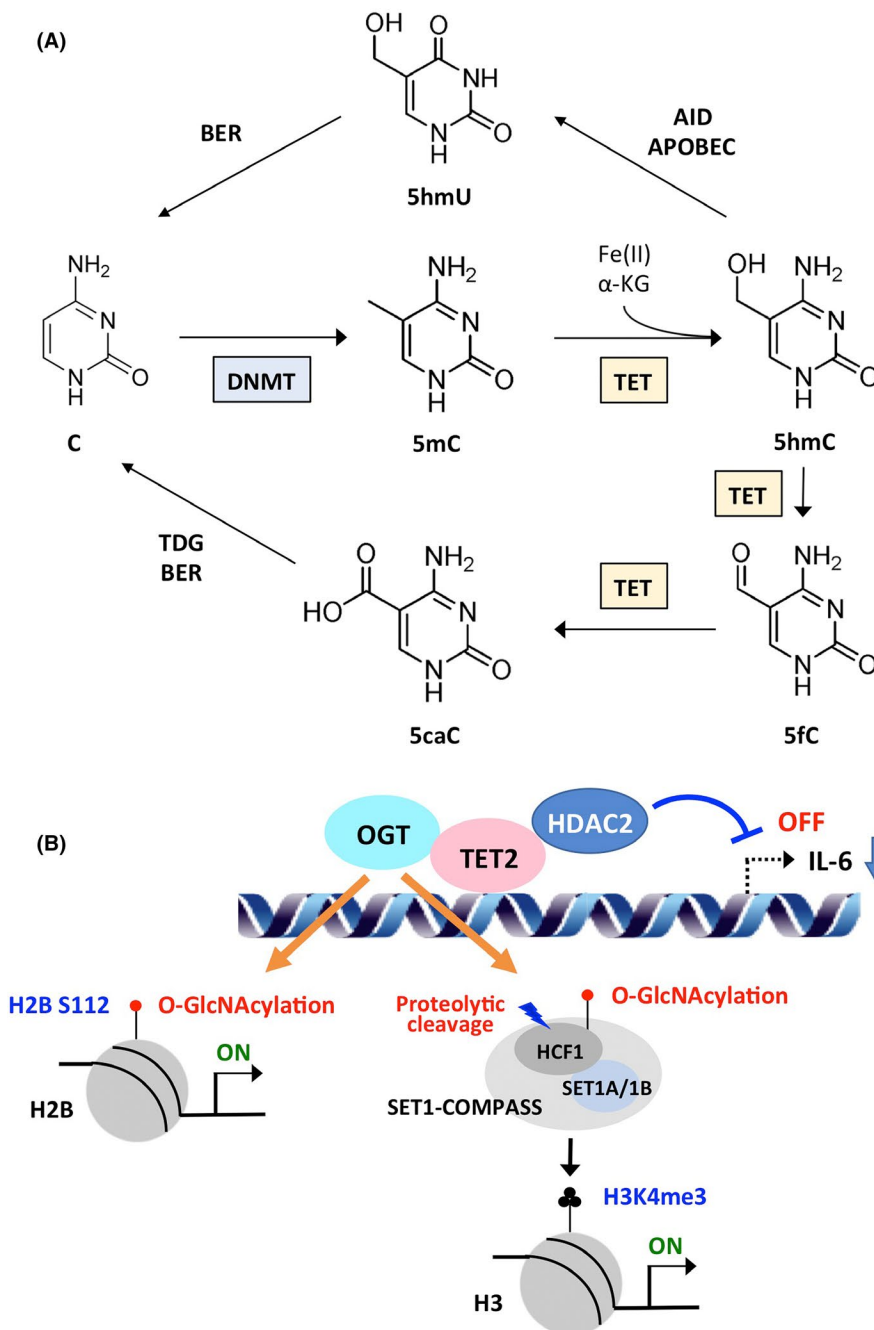 (A)
OH
O
NH
N
H
O
5hmU
BER
AID
APOBEC
NH2
N
N
H
O
C
DNMT
NH2
N
N
H
O
5mC
Fe(II)
α-KG
TET
OH
NH2
N
N
H
O
5hmC
TET
O
NH2
N
N
H
O
5fC
TET
O
HO
NH2
N
N
H
O
5caC
TDG
BER
(B)
OGT
TET2
HDAC2
OFF
IL-6
H2B S112
O-GlcNAcylation
ON
H2B
Proteolytic
cleavage
O-GlcNAcylation
HCF1
SET1A/1B
SET1-COMPASS
H3K4me3
ON
H3